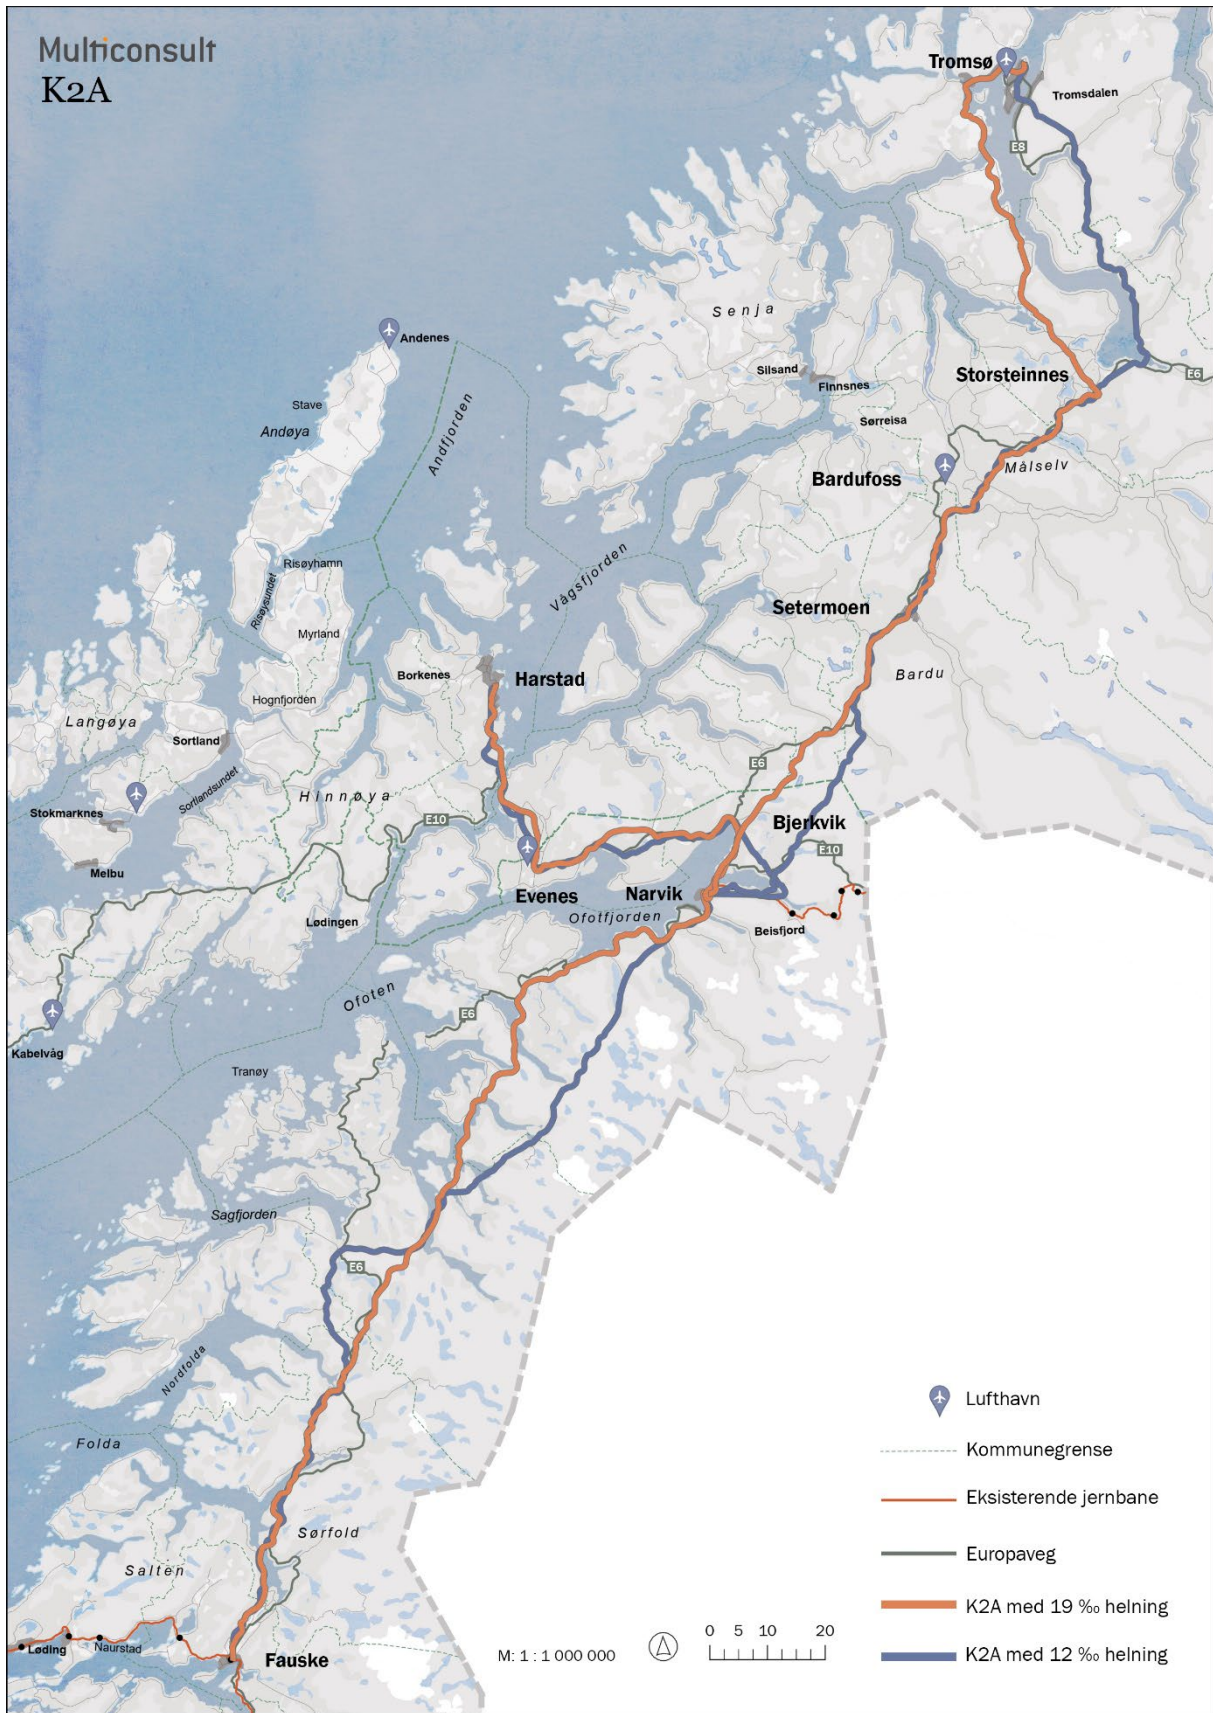 Multiconsult
K2A
Tromsø
Tromsdalen
E8
Senja
Andenes
Silsand
Finnsnes
Storsteinnes
E6
Stave
Andøya
Andfjorden
Sørreisa
Bardufoss
Målselv
Risøyhamn
Risøysundet
Vågsfjorden
Setermoen
Myrland
Borkenes
Harstad
Bardu
Hognfjorden
Langøya
Sortland
Sortlandsundet
E6
Stokmarknes
Hinnøya
E10
Bjerkvik
E10
Melbu
Evenes
Narvik
Lødingen
Ofotfjorden
Beisfjord
Ofoten
E6
Kabelvåg
Tranøy
Sagfjorden
E6
Nordfolda
Folda
Sørfold
Salten
Løding
Naurstad
Fauske
Lufthavn
Kommunegrense
Eksisterende jernbane
Europaveg
K2A med 19 ‰ helning
K2A med 12 ‰ helning
M: 1 : 1 000 000
0 5 10 20